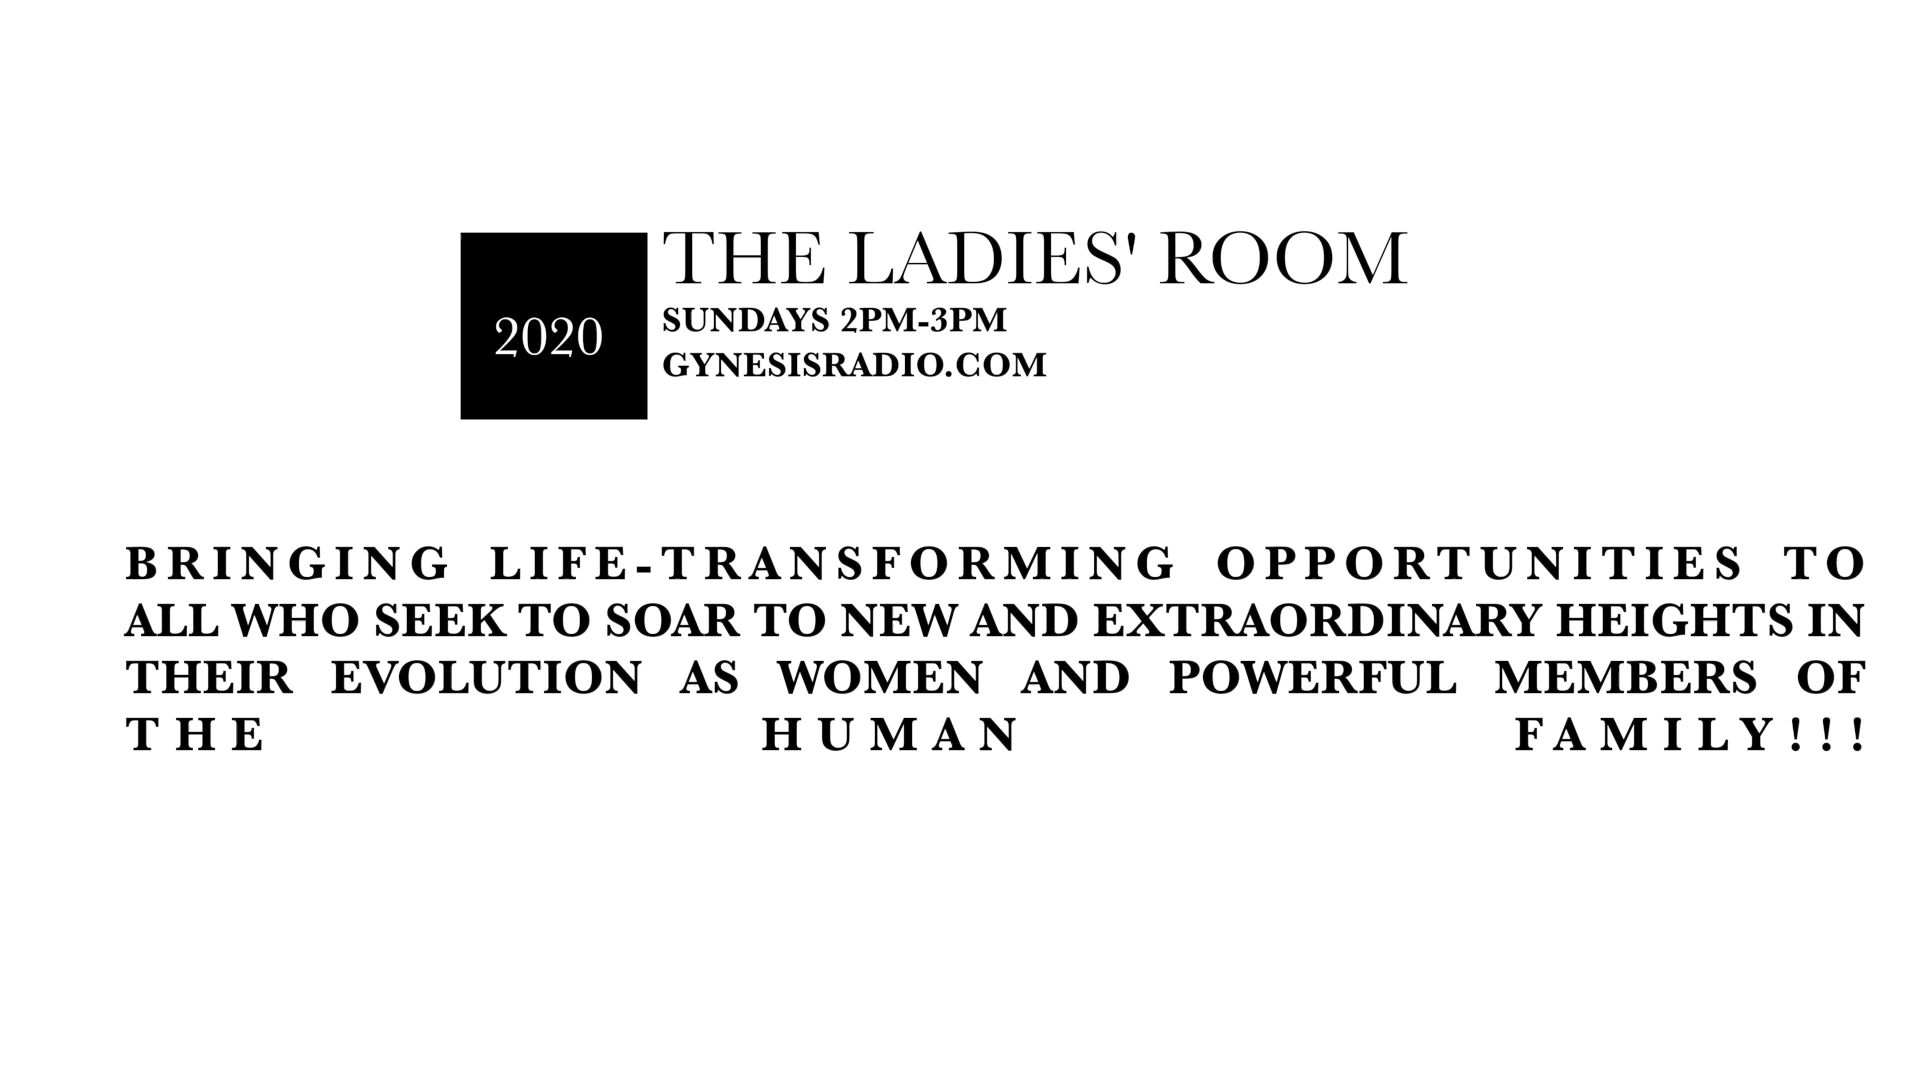 2020
THE LADIES' ROOM
SUNDAYS 2PM-3PM
GYNESISRADIO.COM
BRINGING LIFE-TRANSFORMING OPPORTUNITIES TO
ALL WHO SEEK TO SOAR TO NEW AND EXTRAORDINARY HEIGHTS IN
THEIR EVOLUTION AS WOMEN AND POWERFUL MEMBERS OF
THE HUMAN FAMILY!!!